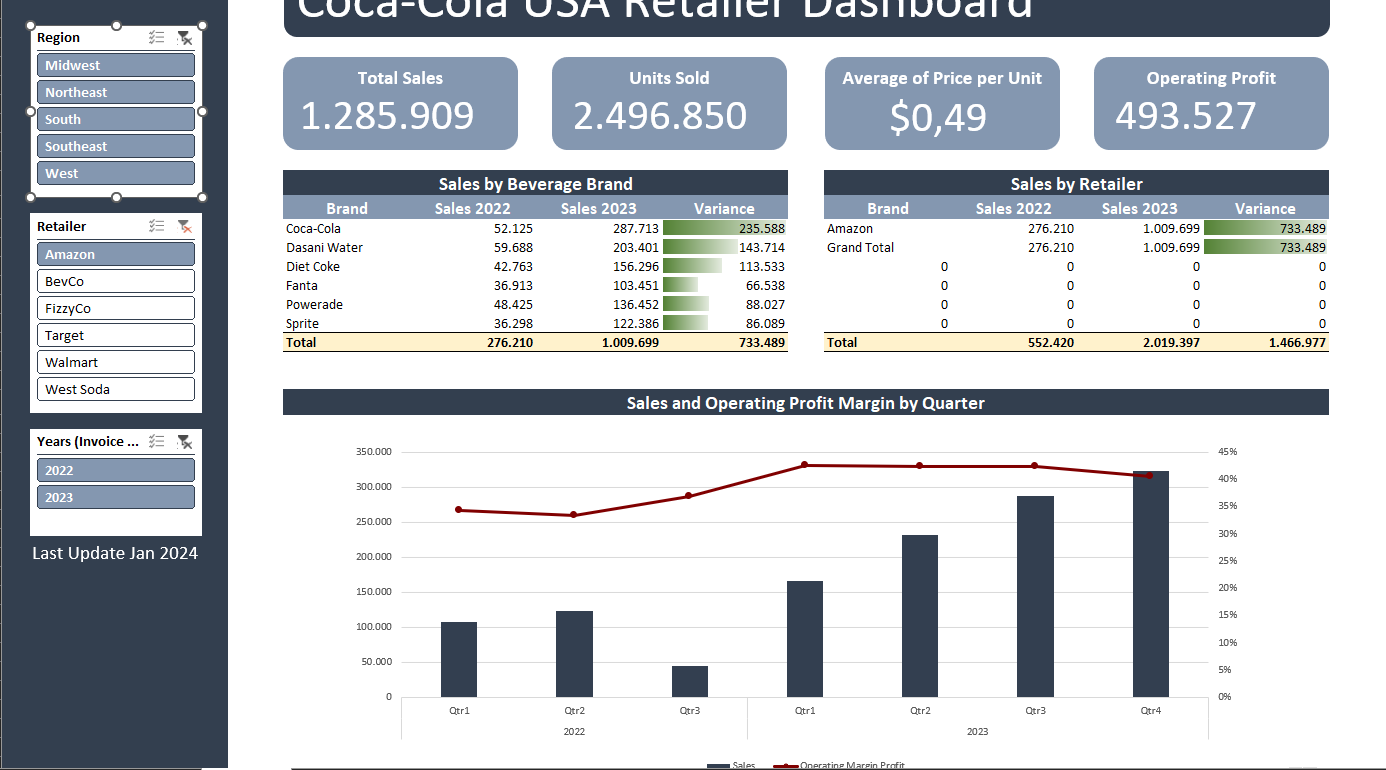 Coca-Cola USA Retailer Dashboard
Region
Midwest
Northeast
South
Southeast
West
Retailer
Amazon
BevCo
FizzyCo
Target
Walmart
West Soda
Years (Invoice ...
2022
2023
Last Update Jan 2024
Total Sales
1.285.909
Units Sold
2.496.850
Average of Price per Unit
$0,49
Operating Profit
493.527
Sales by Beverage Brand
Brand Sales 2022 Sales 2023 Variance
Coca-Cola 52.125 287.713 235.588
Dasani Water 59.688 203.401 143.714
Diet Coke 42.763 156.296 113.533
Fanta 36.913 103.451 66.538
Powerade 48.425 136.452 88.027
Sprite 36.298 122.386 86.089
Total 276.210 1.009.699 733.489
Sales by Retailer
Brand Sales 2022 Sales 2023 Variance
Amazon 276.210 1.009.699 733.489
Grand Total 276.210 1.009.699 733.489
0 0 0 0
0 0 0 0
0 0 0 0
0 0 0 0
Total 552.420 2.019.397 1.466.977
Sales and Operating Profit Margin by Quarter
350.000
300.000
250.000
200.000
150.000
100.000
50.000
0
45%
40%
35%
30%
25%
20%
15%
10%
5%
0%
Qtr1 Qtr2 Qtr3 Qtr1 Qtr2 Qtr3 Qtr4
2022 2023
Sales Operating Margin Profit